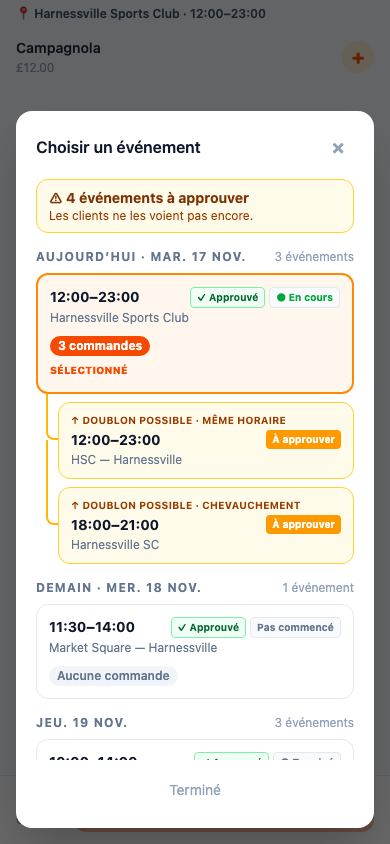 📍 Harnessville Sports Club · 12:00–23:00
Campagnola
£12.00
+
Choisir un événement
×
⚠ 4 événements à approuver
Les clients ne les voient pas encore.
AUJOURD'HUI · MAR. 17 NOV.
3 événements
12:00–23:00
✓ Approuvé
● En cours
Harnessville Sports Club
3 commandes
SÉLECTIONNÉ
↑ DOUBLON POSSIBLE · MÊME HORAIRE
12:00–23:00
À approuver
HSC — Harnessville
↑ DOUBLON POSSIBLE · CHEVAUCHEMENT
18:00–21:00
À approuver
Harnessville SC
DEMAIN · MER. 18 NOV.
1 événement
11:30–14:00
✓ Approuvé
Pas commencé
Market Square — Harnessville
Aucune commande
JEU. 19 NOV.
3 événements
Terminé